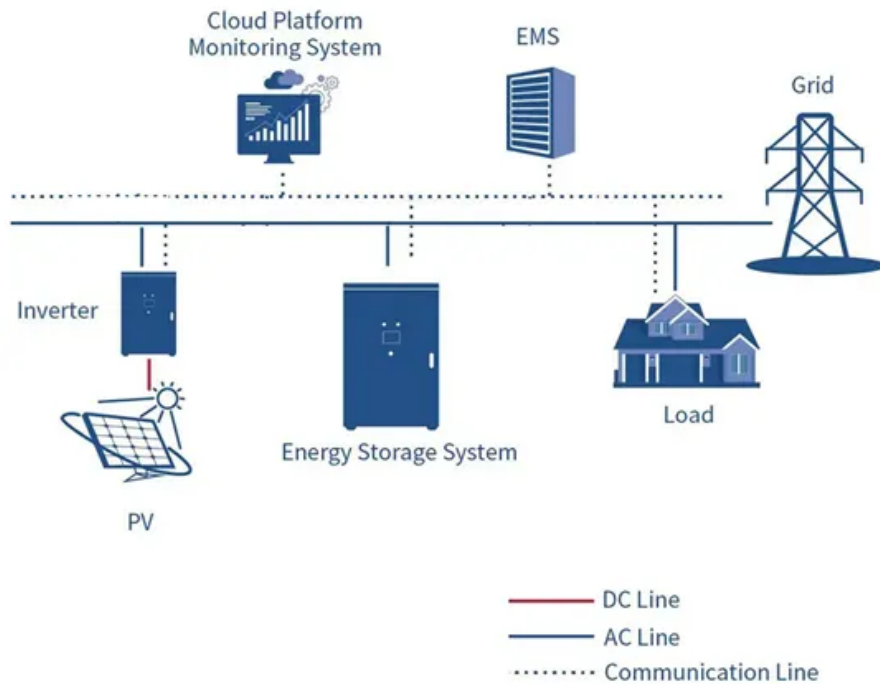 Cloud Platform
Monitoring System
EMS
Grid
Inverter
Load
Energy Storage System
PV
DC Line
AC Line
Communication Line